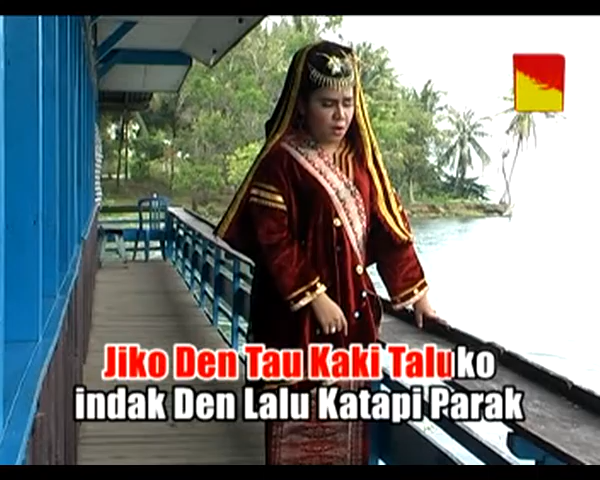 Jiko Den Tau Kaki Taluko
indak Den Lalu Katapi Parak